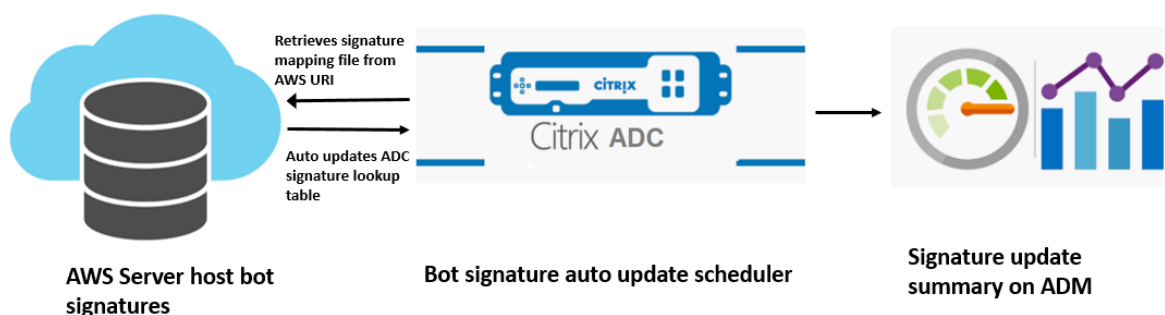 Retrieves signature
mapping file from
AWS URI
Auto updates ADC
signature lookup
table
AWS Server host bot
signatures
CITRIX
Citrix ADC
Bot signature auto update scheduler
Signature update
summary on ADM